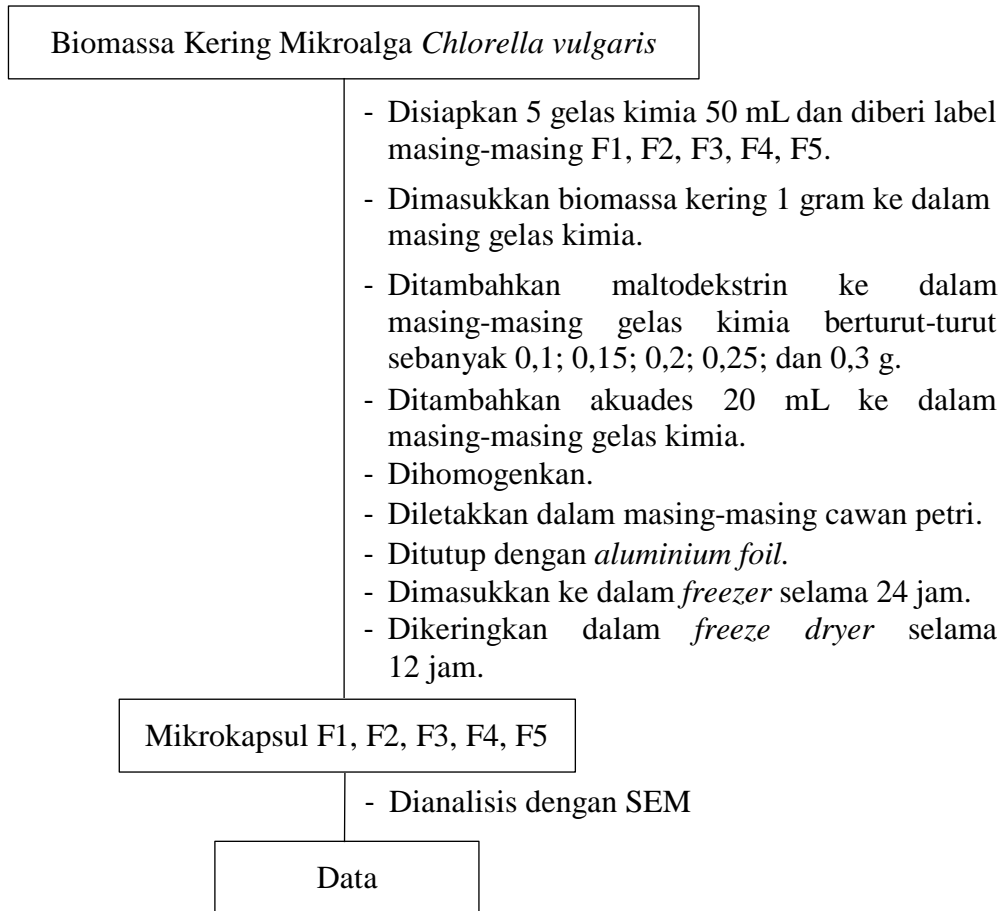 Biomassa Kering Mikroalga Chlorella vulgaris
- Disiapkan 5 gelas kimia 50 mL dan diberi label
masing-masing F1, F2, F3, F4, F5.
- Dimasukkan biomassa kering 1 gram ke dalam
masing gelas kimia.
- Ditambahkan maltodekstrin ke dalam
masing-masing gelas kimia berturut-turut
sebanyak 0,1; 0,15; 0,2; 0,25; dan 0,3 g.
- Ditambahkan akuades 20 mL ke dalam
masing-masing gelas kimia.
- Dihomogenkan.
- Diletakkan dalam masing-masing cawan petri.
- Ditutup dengan aluminium foil.
- Dimasukkan ke dalam freezer selama 24 jam.
- Dikeringkan dalam freeze dryer selama
12 jam.
Mikrokapsul F1, F2, F3, F4, F5
- Dianalisis dengan SEM
Data